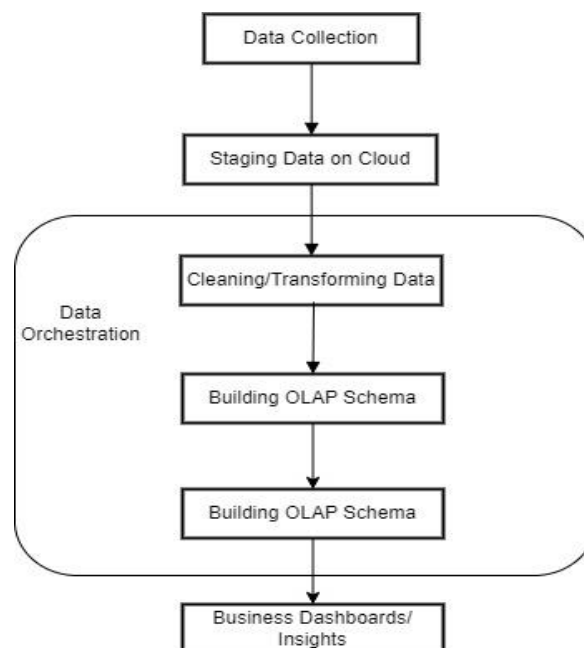 Data Collection
Staging Data on Cloud
Cleaning/Transforming Data
Data
Orchestration
Building OLAP Schema
Building OLAP Schema
Business Dashboards/
Insights